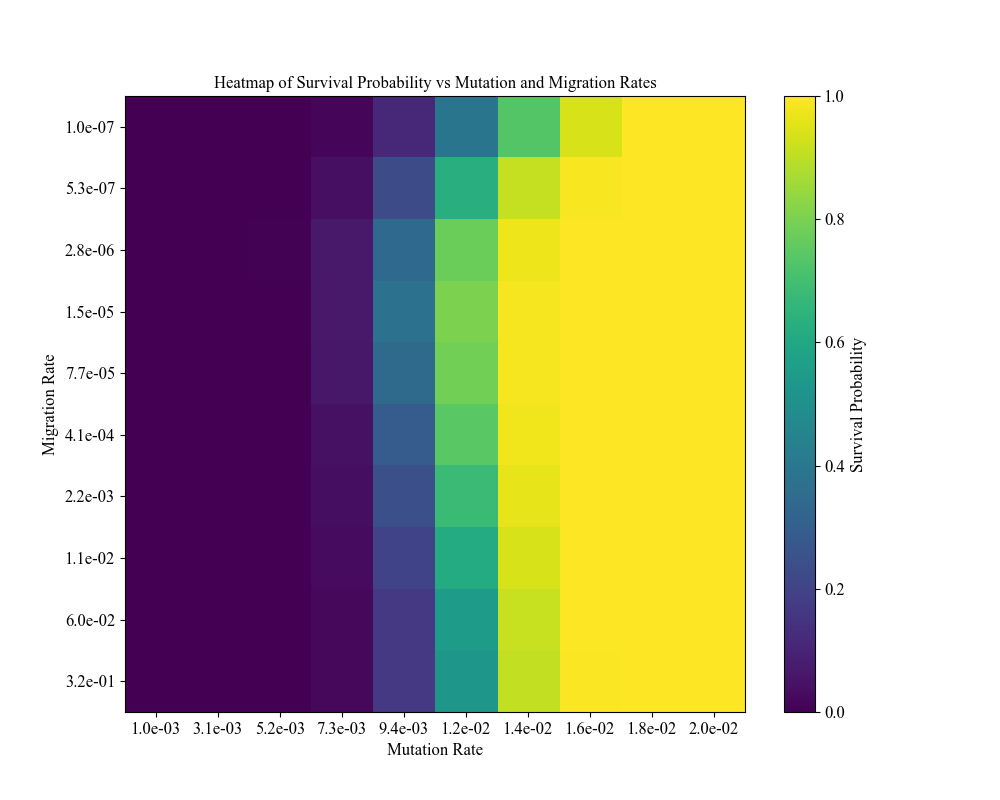 Heatmap of Survival Probability vs Mutation and Migration Rates
1.0e-07
5.3e-07
2.8e-06
1.5e-05
7.7e-05
4.1e-04
2.2e-03
1.1e-02
6.0e-02
3.2e-01
Migration Rate
1.0e-03 3.1e-03 5.2e-03 7.3e-03 9.4e-03 1.2e-02 1.4e-02 1.6e-02 1.8e-02 2.0e-02
Mutation Rate
1.0
0.8
0.6
0.4
0.2
0.0
Survival Probability